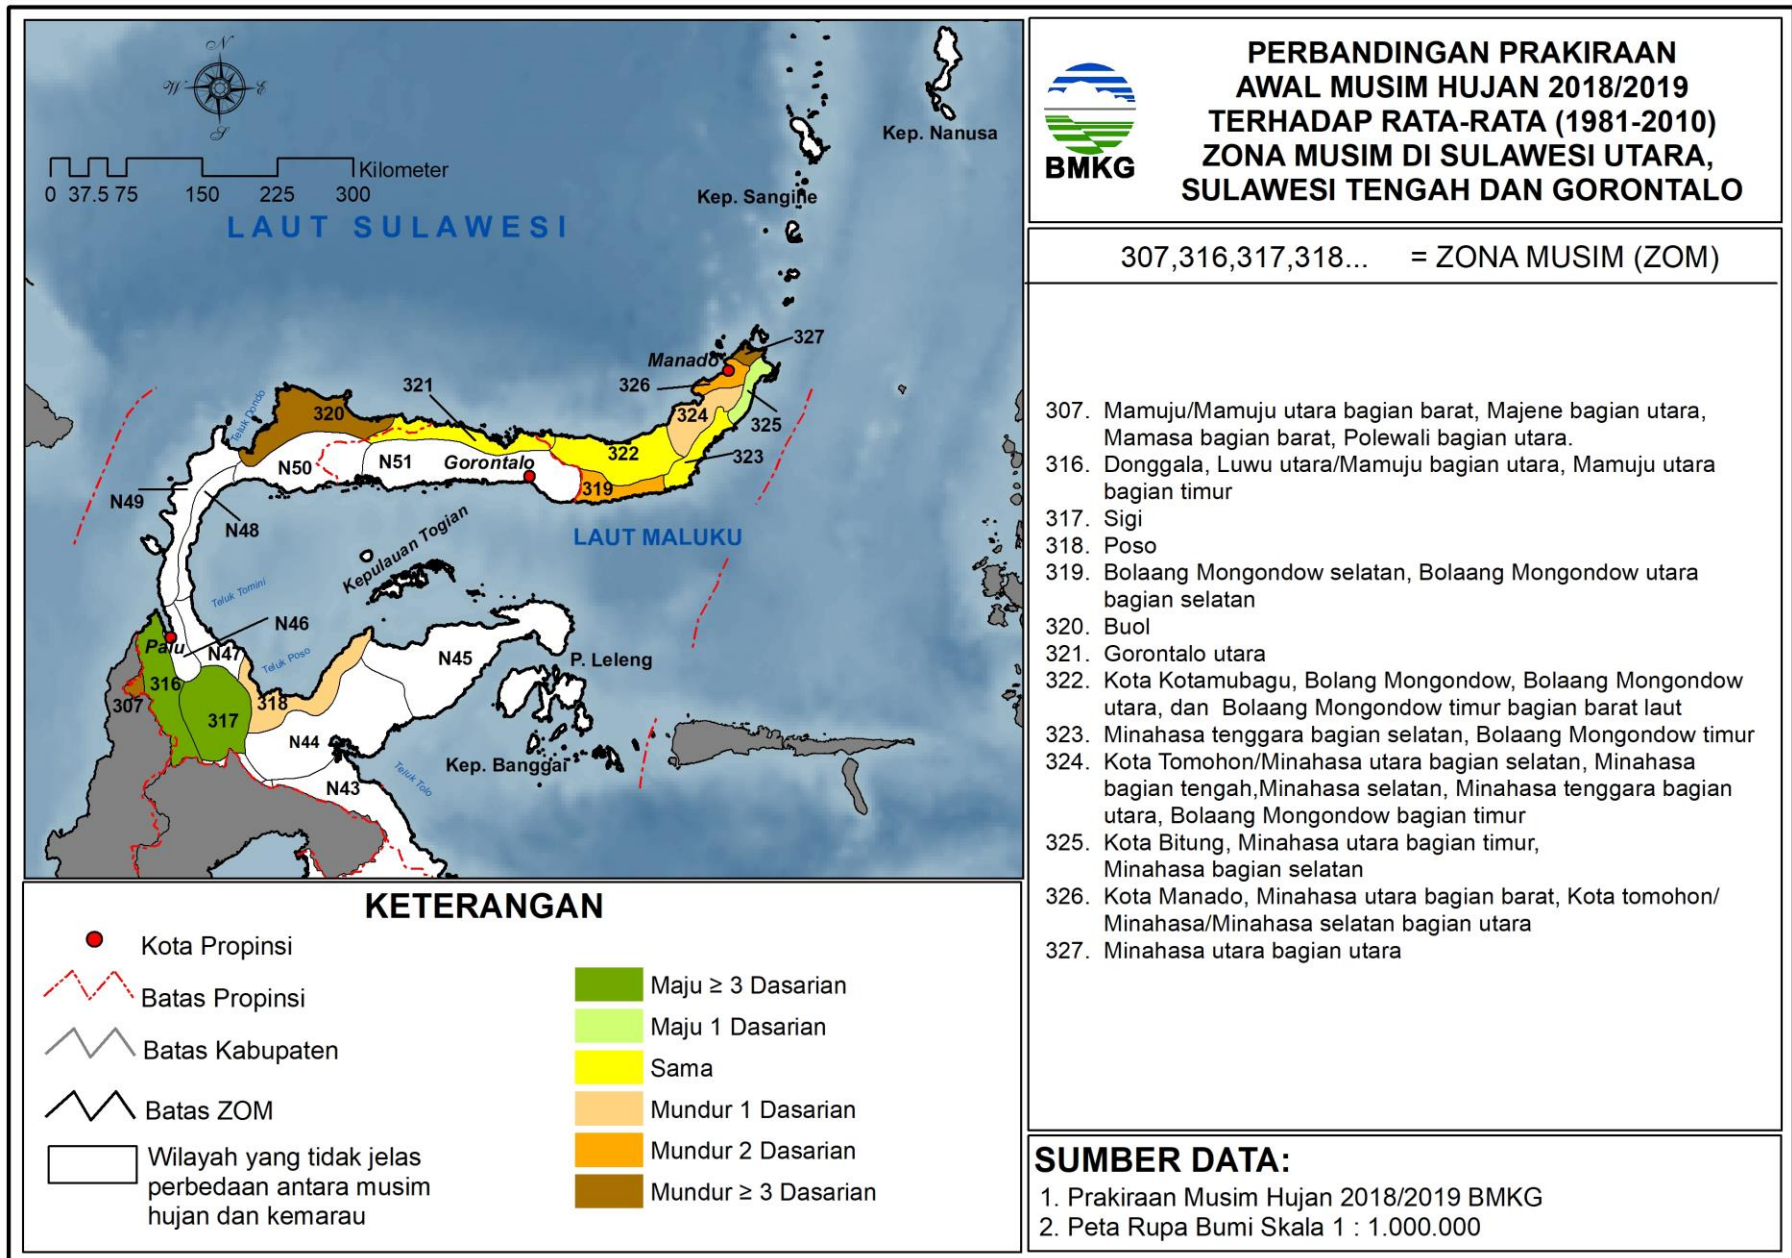 N
W
E
S
Kilometer
0 37.5 75 150 225 300
LAUT SULAWESI
Kep. Nanusa
Kep. Sangine
327
Manado
326
321
Teluk Dondo
320
324
325
322
323
N50
N51
Gorontalo
319
N49
N48
LAUT MALUKU
Kepulauan Togian
Teluk Tomini
N46
Palu
N47
Teluk Poso
N45
P. Leleng
316
307
318
317
N44
Kep. Banggai
Teluk Tolo
N43
BMKG
PERBANDINGAN PRAKIRAAN
AWAL MUSIM HUJAN 2018/2019
TERHADAP RATA-RATA (1981-2010)
ZONA MUSIM DI SULAWESI UTARA,
SULAWESI TENGAH DAN GORONTALO
307,316,317,318... = ZONA MUSIM (ZOM)
307. Mamuju/Mamuju utara bagian barat, Majene bagian utara,
Mamasa bagian barat, Polewali bagian utara.
316. Donggala, Luwu utara/Mamuju bagian utara, Mamuju utara
bagian timur
317. Sigi
318. Poso
319. Bolaang Mongondow selatan, Bolaang Mongondow utara
bagian selatan
320. Buol
321. Gorontalo utara
322. Kota Kotamubagu, Bolang Mongondow, Bolaang Mongondow
utara, dan Bolaang Mongondow timur bagian barat laut
323. Minahasa tenggara bagian selatan, Bolaang Mongondow timur
324. Kota Tomohon/Minahasa utara bagian selatan, Minahasa
bagian tengah,Minahasa selatan, Minahasa tenggara bagian
utara, Bolaang Mongondow bagian timur
325. Kota Bitung, Minahasa utara bagian timur,
Minahasa bagian selatan
326. Kota Manado, Minahasa utara bagian barat, Kota tomohon/
Minahasa/Minahasa selatan bagian utara
327. Minahasa utara bagian utara
KETERANGAN
Kota Propinsi
Batas Propinsi
Batas Kabupaten
Batas ZOM
Wilayah yang tidak jelas
perbedaan antara musim
hujan dan kemarau
Maju ≥ 3 Dasarian
Maju 1 Dasarian
Sama
Mundur 1 Dasarian
Mundur 2 Dasarian
Mundur ≥ 3 Dasarian
SUMBER DATA:
1. Prakiraan Musim Hujan 2018/2019 BMKG
2. Peta Rupa Bumi Skala 1 : 1.000.000